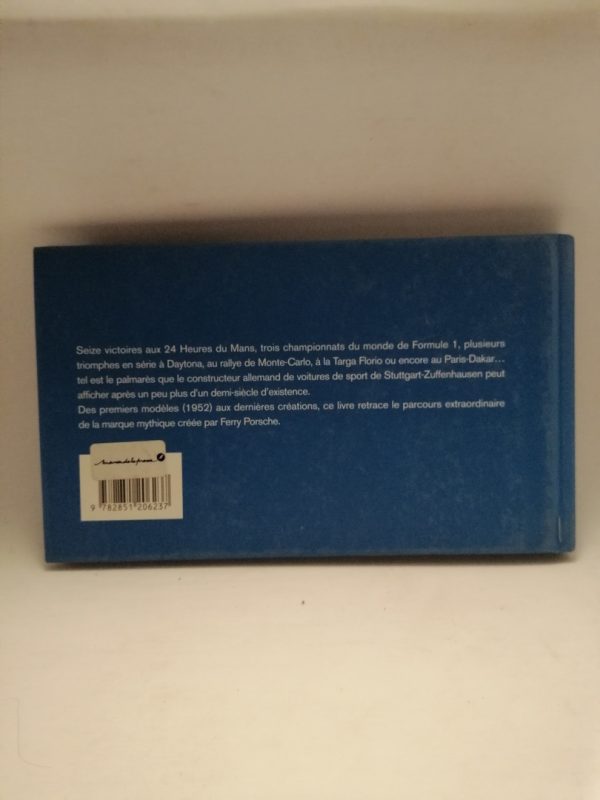 Seize victoires aux 24 Heures du Mans, trois championnats du monde de Formule 1, plusieurs
triomphes en série à Daytona, au rallye de Monte-Carlo, à la Targa Florio ou encore au Paris-Dakar...
tel est le palmarès que le constructeur allemand de voitures de sport de Stuttgart-Zuffenhausen peut
afficher après un peu plus d'un demi-siècle d'existence.
Des premiers modèles (1952) aux dernières créations, ce livre retrace le parcours extraordinaire
de la marque mythique créée par Ferry Porsche.
9 782851 206237